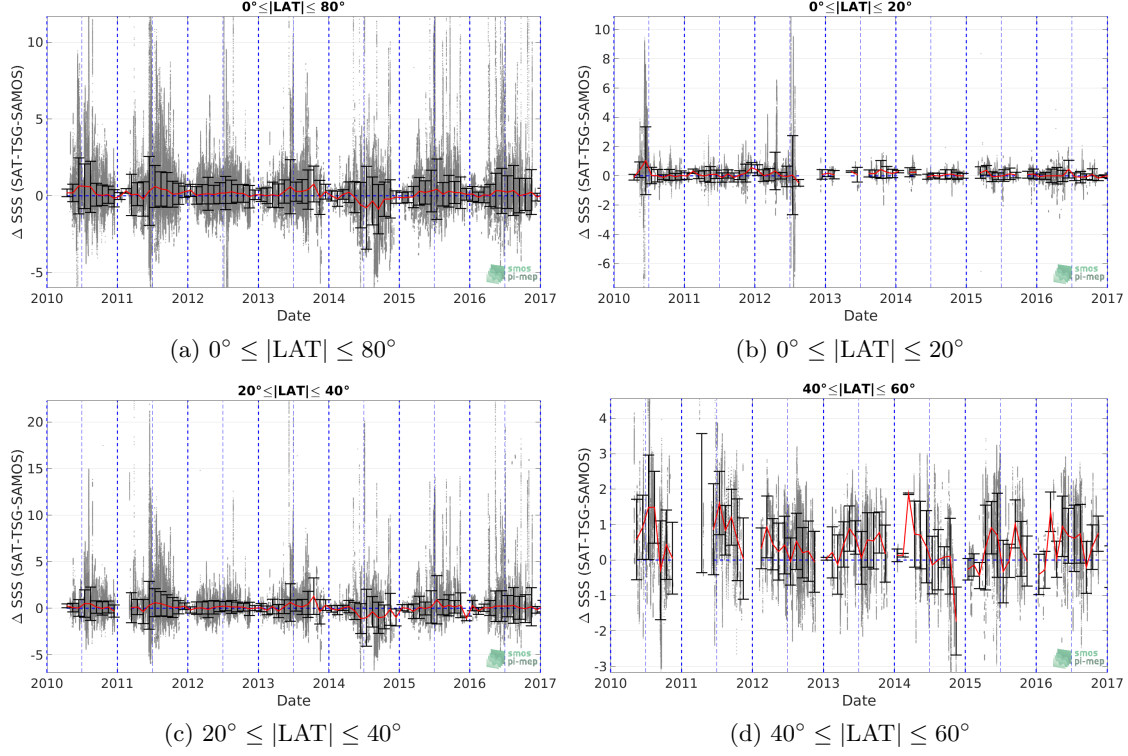 0°≤|LAT|≤ 80°
Δ SSS (SAT-TSG-SAMOS)
10
5
0
-5
2010 2011 2012 2013 2014 2015 2016 2017
Date
smos
pi-mep
(a) 0° ≤ |LAT| ≤ 80°
0°≤|LAT|≤ 20°
Δ SSS (SAT-TSG-SAMOS)
10
8
6
4
2
0
-2
-4
-6
2010 2011 2012 2013 2014 2015 2016 2017
Date
smos
pi-mep
(b) 0° ≤ |LAT| ≤ 20°
20°≤|LAT|≤ 40°
Δ SSS (SAT-TSG-SAMOS)
20
15
10
5
0
-5
2010 2011 2012 2013 2014 2015 2016 2017
Date
smos
pi-mep
(c) 20° ≤ |LAT| ≤ 40°
40°≤|LAT|≤ 60°
Δ SSS (SAT-TSG-SAMOS)
4
3
2
1
0
-1
-2
-3
2010 2011 2012 2013 2014 2015 2016 2017
Date
smos
pi-mep
(d) 40° ≤ |LAT| ≤ 60°